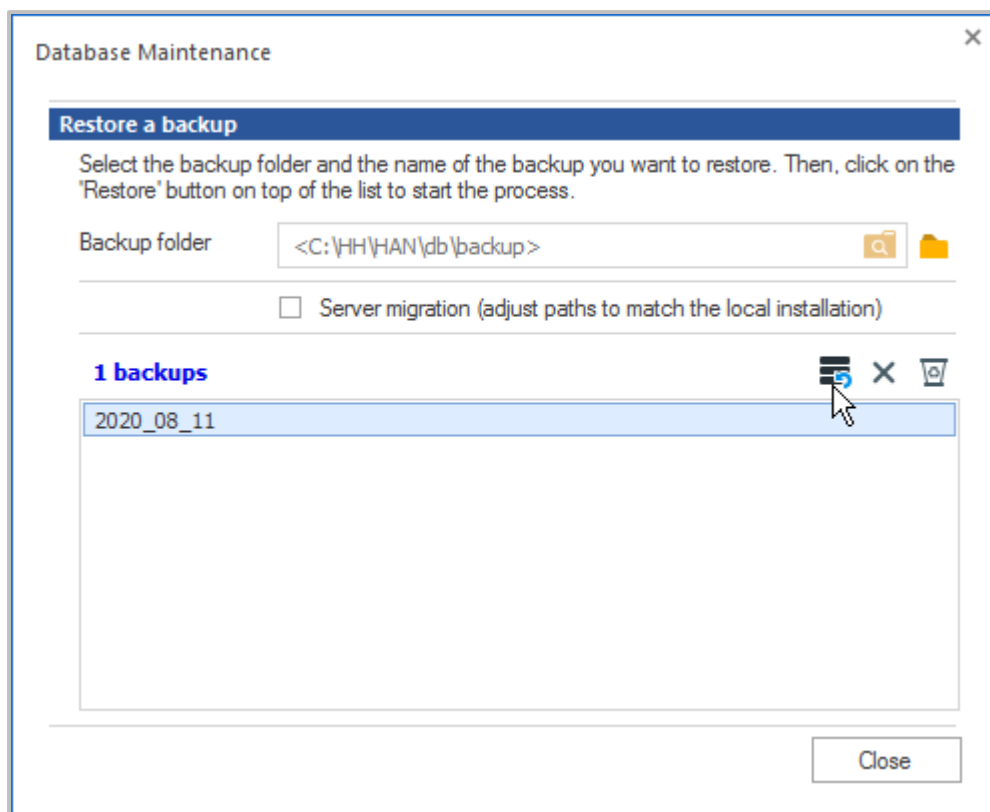 Database Maintenance
Restore a backup
Select the backup folder and the name of the backup you want to restore. Then, click on the
'Restore' button on top of the list to start the process.
Backup folder
<C:\HH\HAN\db\backup>
Server migration (adjust paths to match the local installation)
1 backups
2020_08_11
Close